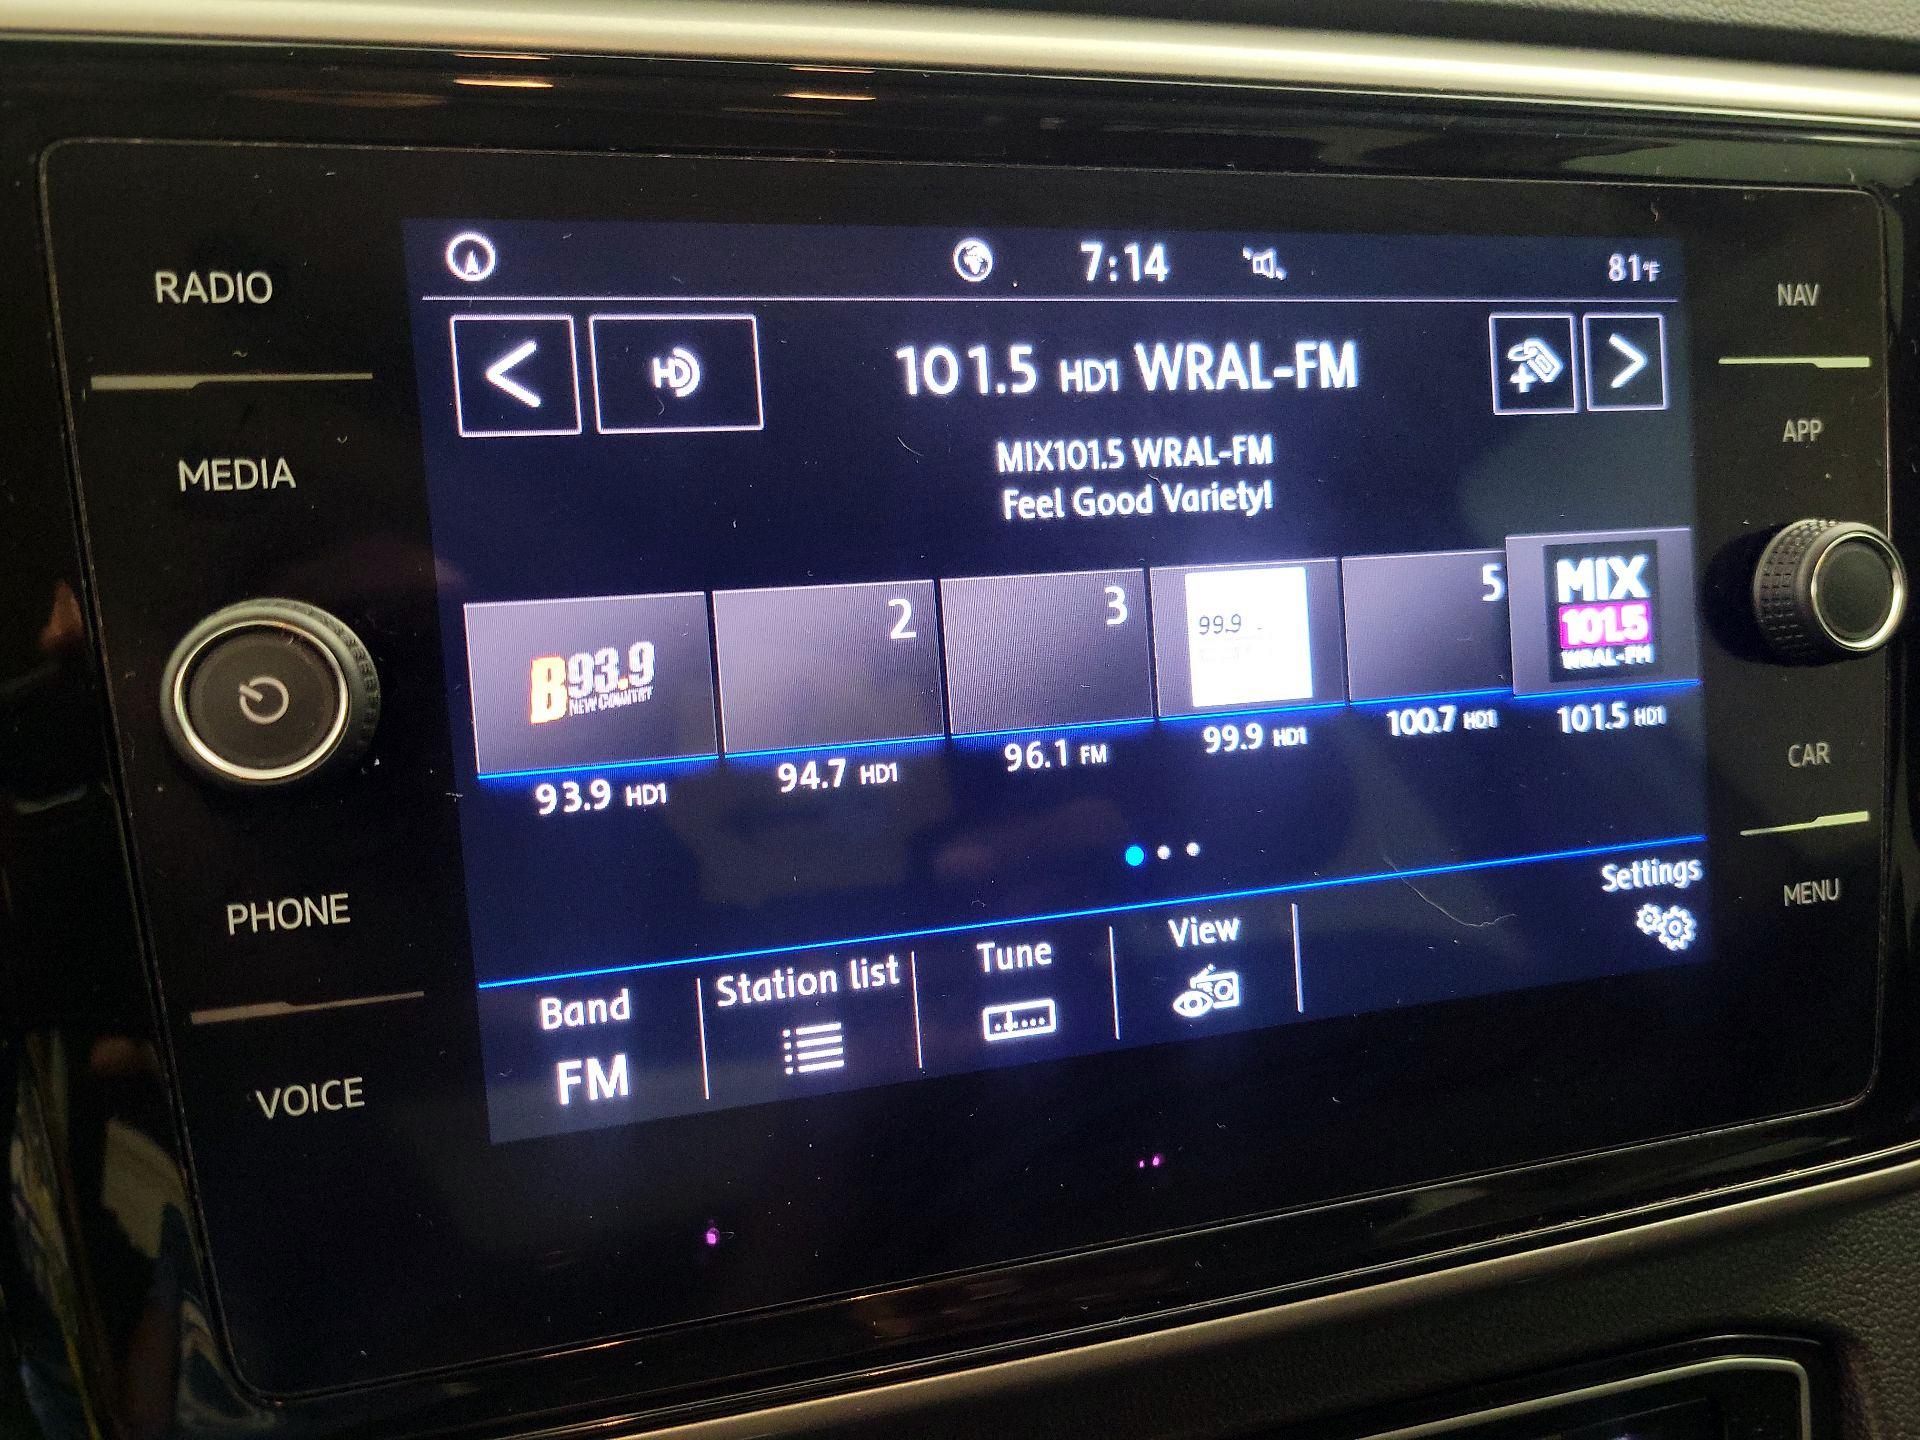 RADIO
MEDIA
PHONE
VOICE
7:14
81°F
HD
101.5 HD1 WRAL-FM
MIX101.5 WRAL-FM
Feel Good Variety!
B93.9
NEW COUNTRY
2
3
99.9
5
MIX
101.5
WRAL-FM
93.9 HD1
94.7 HD1
96.1 FM
99.9 HD1
100.7 HD1
101.5 HD1
Band
FM
Station list
Tune
View
Settings
NAV
APP
CAR
MENU